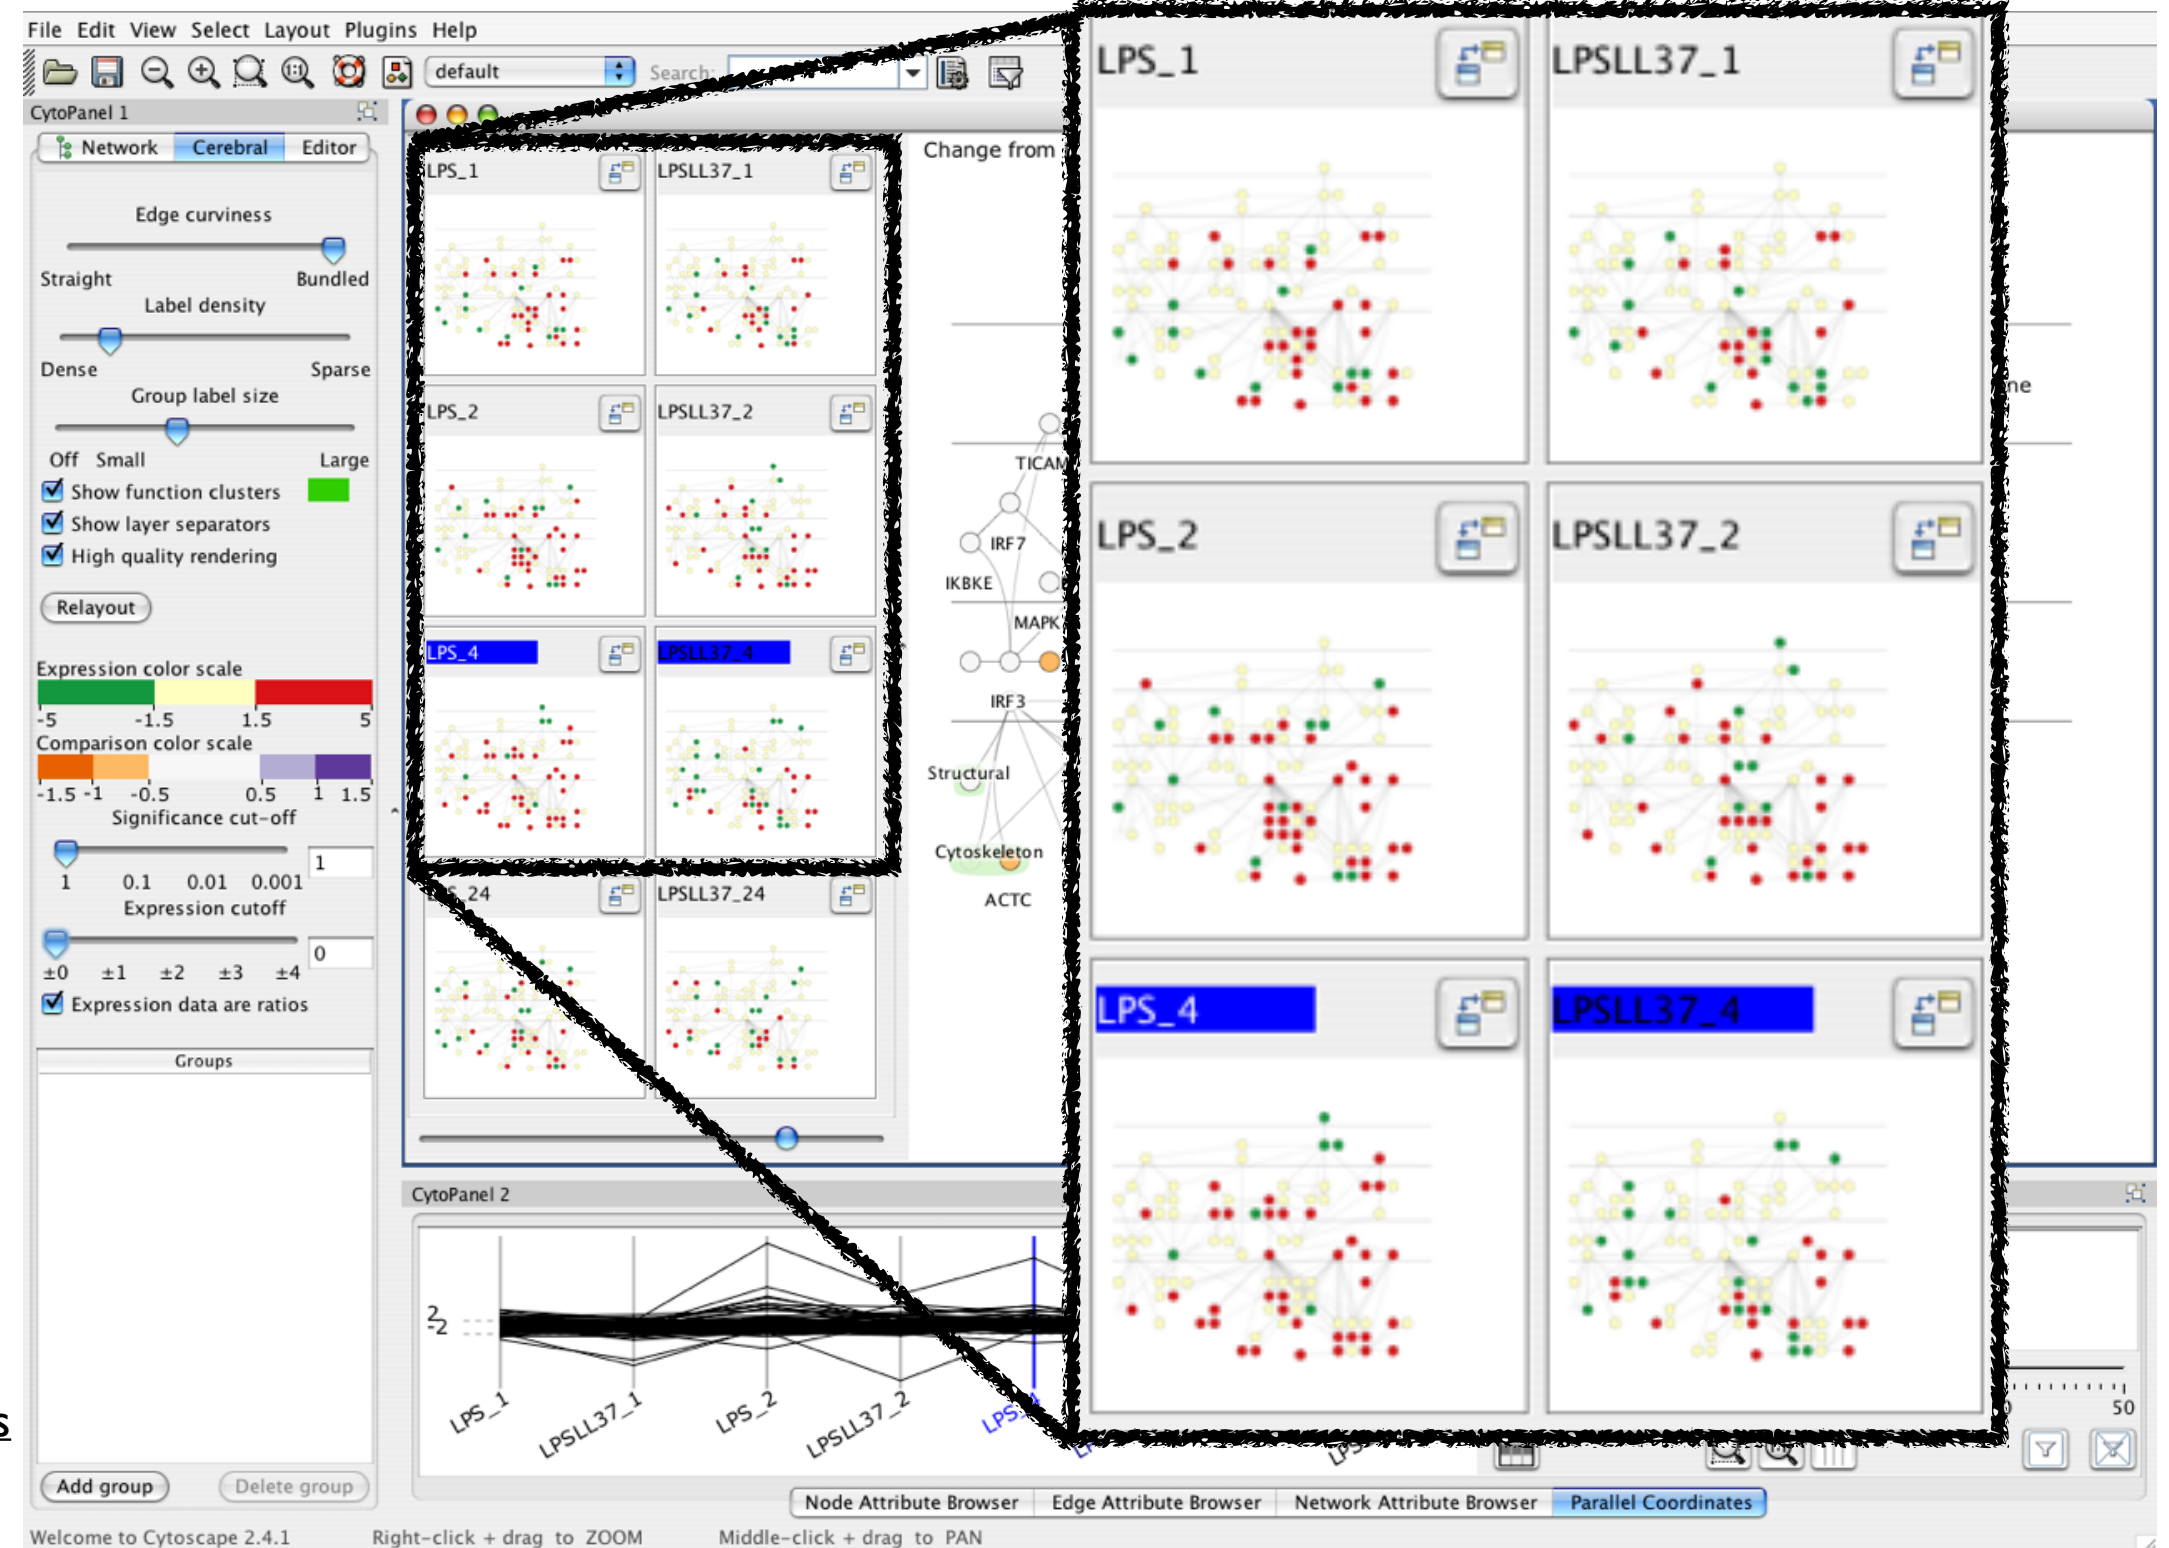 File Edit View Select Layout Plugins Help
default
Search:
CytoPanel 1
Network Cerebral Editor
Edge curviness
Straight Bundled
Label density
Dense Sparse
Group label size
Off Small Large
Show function clusters
Show layer separators
High quality rendering
Relayout
Expression color scale
-5 -1.5 1.5 5
Comparison color scale
-1.5 -1 -0.5 0.5 1 1.5
Significance cut-off
1
1 0.1 0.01 0.001
Expression cutoff
0
±0 ±1 ±2 ±3 ±4
Expression data are ratios
Groups
Add group Delete group
LPS_1 LPSLL37_1
LPS_2 LPSLL37_2
LPS_4 LPSLL37_4
_24 LPSLL37_24
Change from
TICAM
IRF7
IKBKE
MAPK
IRF3
Structural
Cytoskeleton
ACTC
LPS_1 LPSLL37_1
LPS_2 LPSLL37_2
LPS_4 LPSLL37_4
ne
CytoPanel 2
2
-2
LPS_1 LPSLL37_1 LPS_2 LPSLL37_2 LPS_
LPS
50
s
Node Attribute Browser Edge Attribute Browser Network Attribute Browser Parallel Coordinates
Welcome to Cytoscape 2.4.1 Right-click + drag to ZOOM Middle-click + drag to PAN